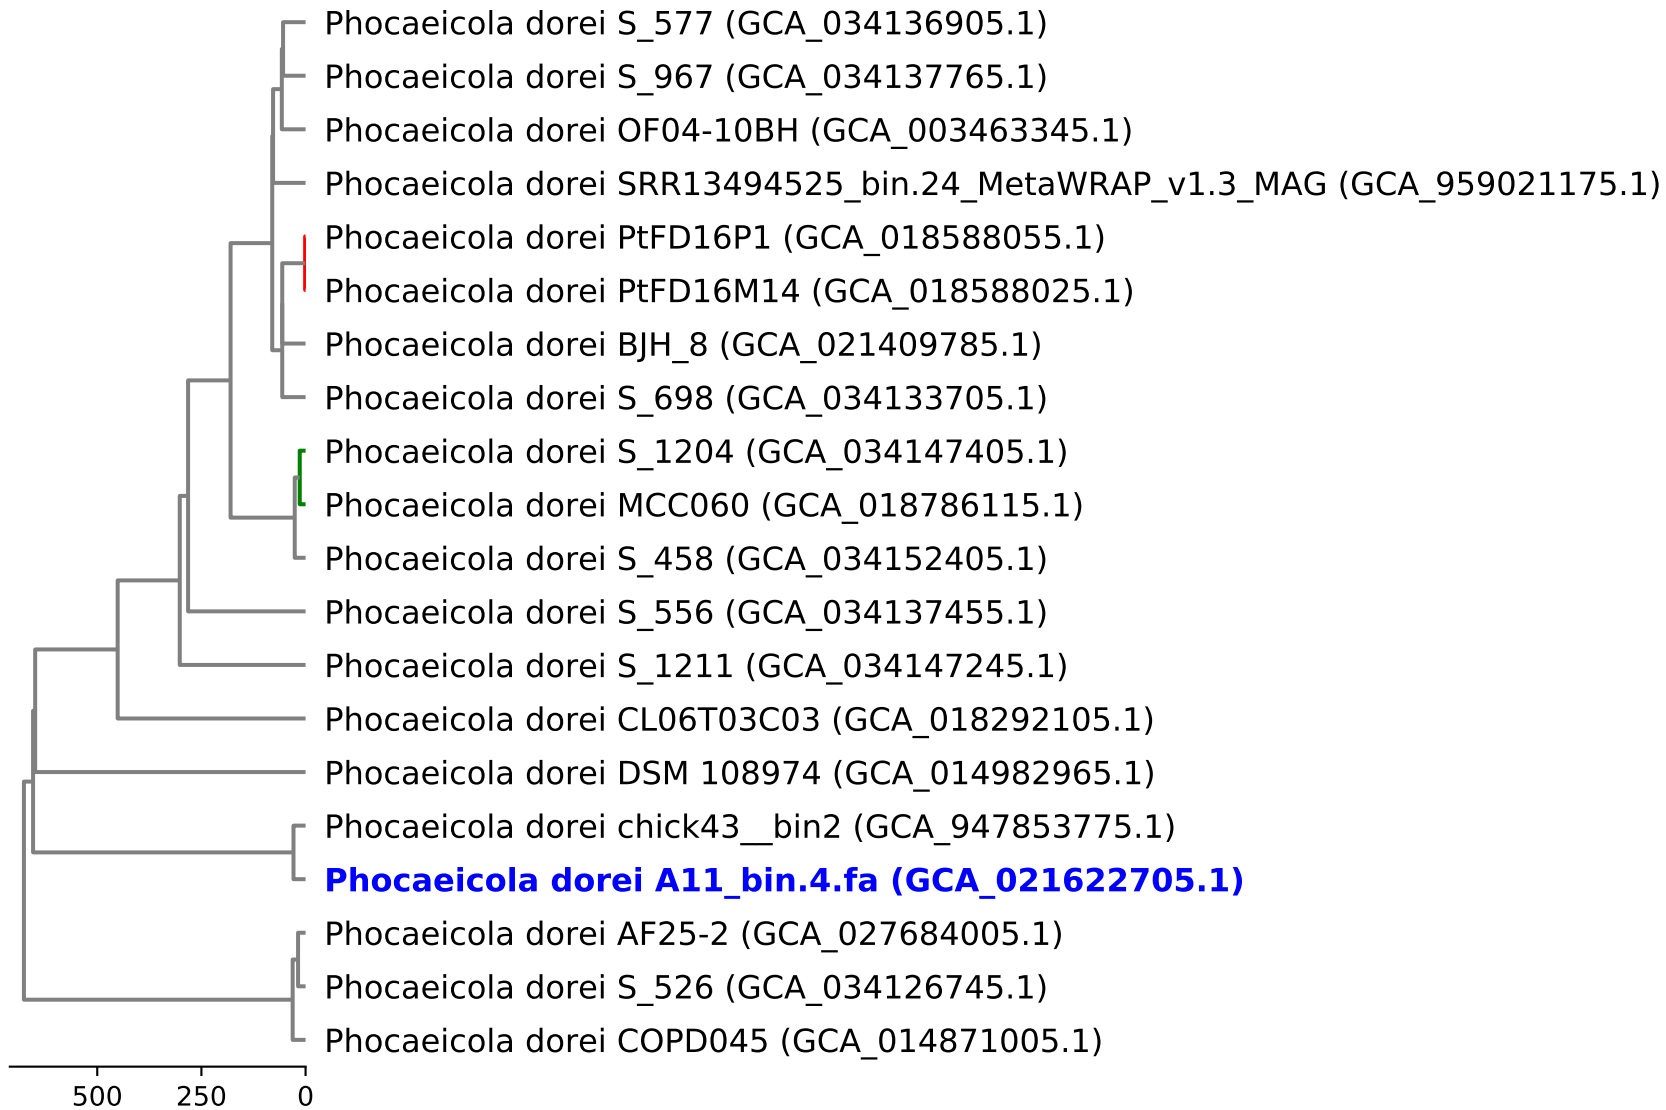 Phocaeicola dorei S_577 (GCA_034136905.1)
Phocaeicola dorei S_967 (GCA_034137765.1)
Phocaeicola dorei OF04-10BH (GCA_003463345.1)
Phocaeicola dorei SRR13494525_bin.24_MetaWRAP_v1.3_MAG (GCA_959021175.1)
Phocaeicola dorei PtFD16P1 (GCA_018588055.1)
Phocaeicola dorei PtFD16M14 (GCA_018588025.1)
Phocaeicola dorei BJH_8 (GCA_021409785.1)
Phocaeicola dorei S_698 (GCA_034133705.1)
Phocaeicola dorei S_1204 (GCA_034147405.1)
Phocaeicola dorei MCC060 (GCA_018786115.1)
Phocaeicola dorei S_458 (GCA_034152405.1)
Phocaeicola dorei S_556 (GCA_034137455.1)
Phocaeicola dorei S_1211 (GCA_034147245.1)
Phocaeicola dorei CL06T03C03 (GCA_018292105.1)
Phocaeicola dorei DSM 108974 (GCA_014982965.1)
Phocaeicola dorei chick43__bin2 (GCA_947853775.1)
Phocaeicola dorei A11_bin.4.fa (GCA_021622705.1)
Phocaeicola dorei AF25-2 (GCA_027684005.1)
Phocaeicola dorei S_526 (GCA_034126745.1)
Phocaeicola dorei COPD045 (GCA_014871005.1)
500 250 0